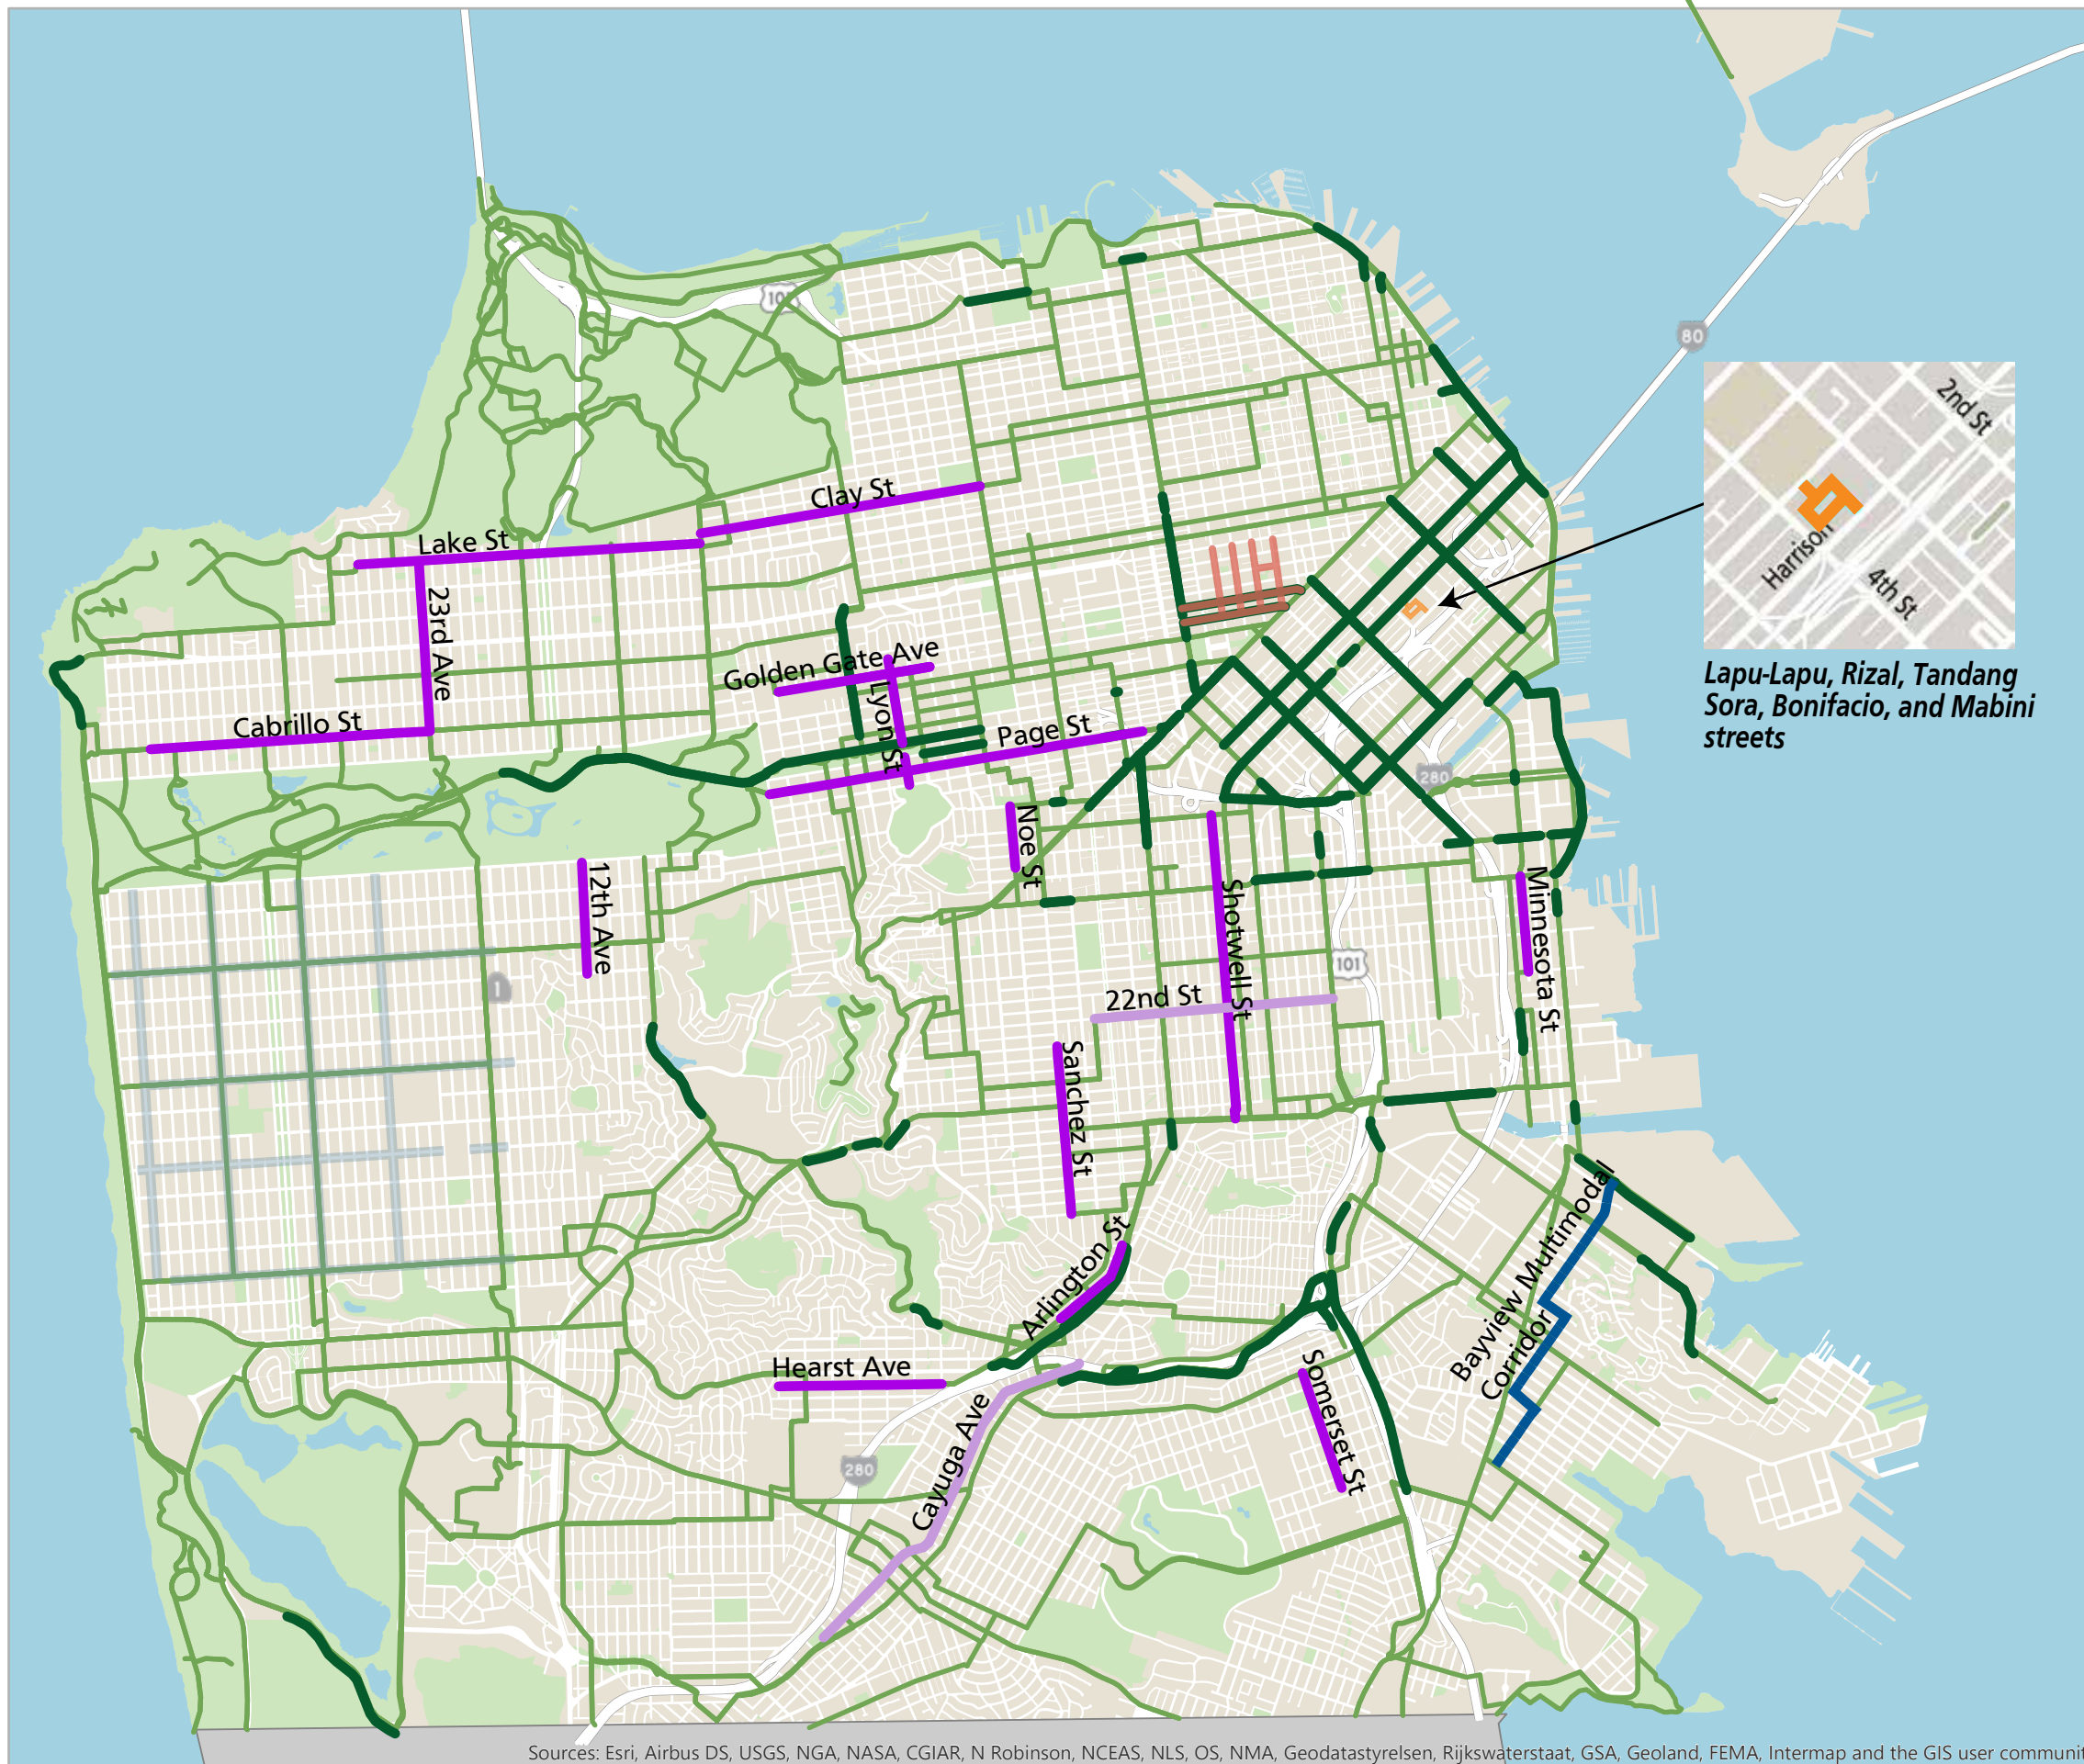 101
80
2nd St
Harrison
4th St
Lapu-Lapu, Rizal, Tandang
Sora, Bonifacio, and Mabini
streets
Clay St
Lake St
23rd Ave
Golden Gate Ave
Lyon St
Cabrillo St
Page St
280
Noe St
12th Ave
Shotwell St
Minnesota St
101
1
22nd St
Sanchez St
Arlington St
Bayview Multimodal
Corridor
Hearst Ave
Somerset St
Cayuga Ave
280
Sources: Esri, Airbus DS, USGS, NGA, NASA, CGIAR, N Robinson, NCEAS, NLS, OS, NMA, Geodatastyrelsen, Rijkswaterstaat, GSA, Geoland, FEMA, Intermap and the GIS user